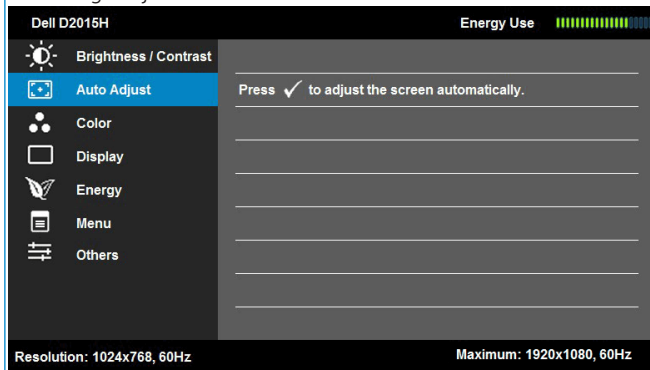 Dell D2015H Energy Use
Brightness / Contrast
Auto Adjust Press ✓ to adjust the screen automatically.
Color
Display
Energy
Menu
Others
Resolution: 1024x768, 60Hz Maximum: 1920x1080, 60Hz